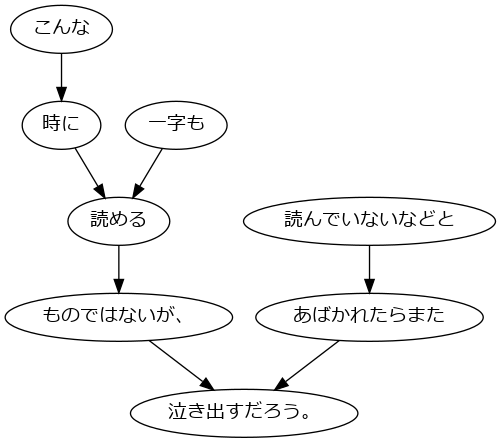 こんな
時に
一字も
読める
読んでいないなどと
ものではないが、
あばかれたらまた
泣き出すだろう。